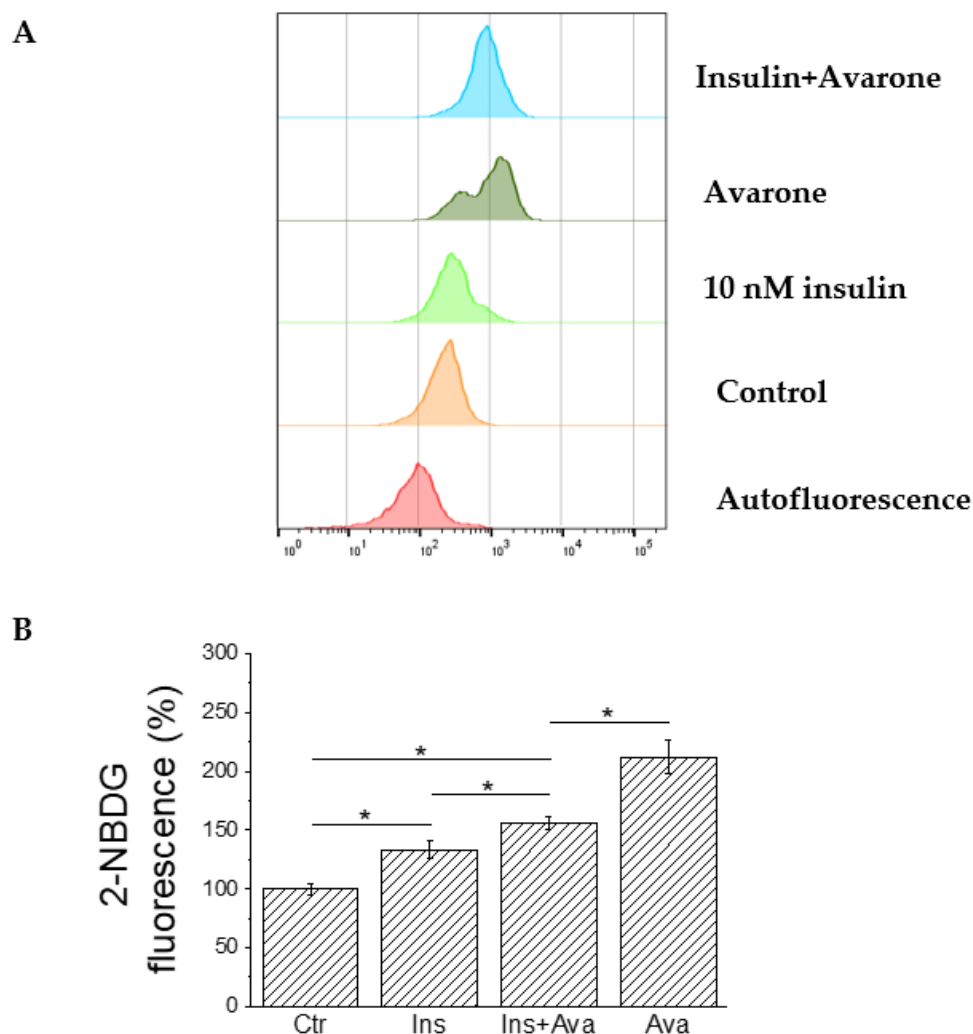 A
Insulin+Avarone
Avarone
10 nM insulin
Control
Autofluorescence
10^0 10^1 10^2 10^3 10^4 10^5
B
2-NBDG
fluorescence (%)
300
250
200
150
100
50
0
* * * *
Ctr Ins Ins+Ava Ava